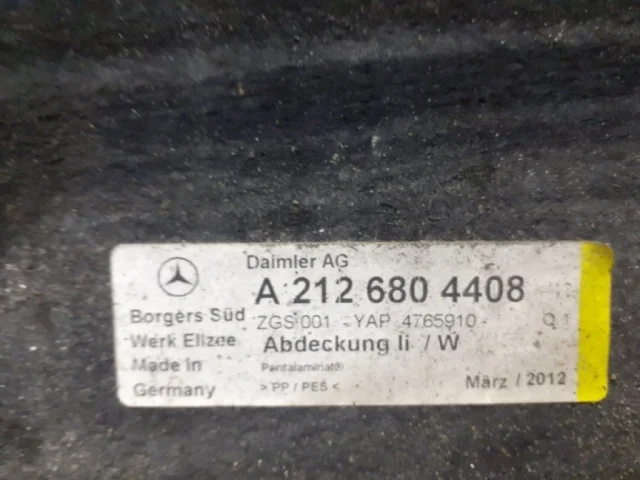 Daimler AG
A 212 680 4408
Borgers Süd ZGS 001 - YAP 4765910 - Q 1
Werk Ellzee Abdeckung li / W
Made in Pentalaminat®
Germany > PP / PES < März / 2012